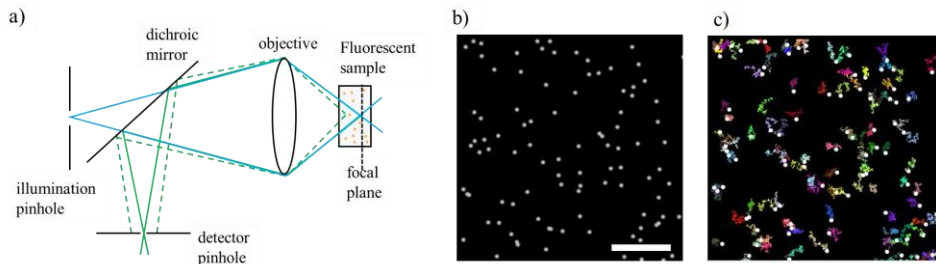 a)
dichroic
mirror
objective
Fluorescent
sample
illumination
pinhole
focal
plane
detector
pinhole
b)
c)